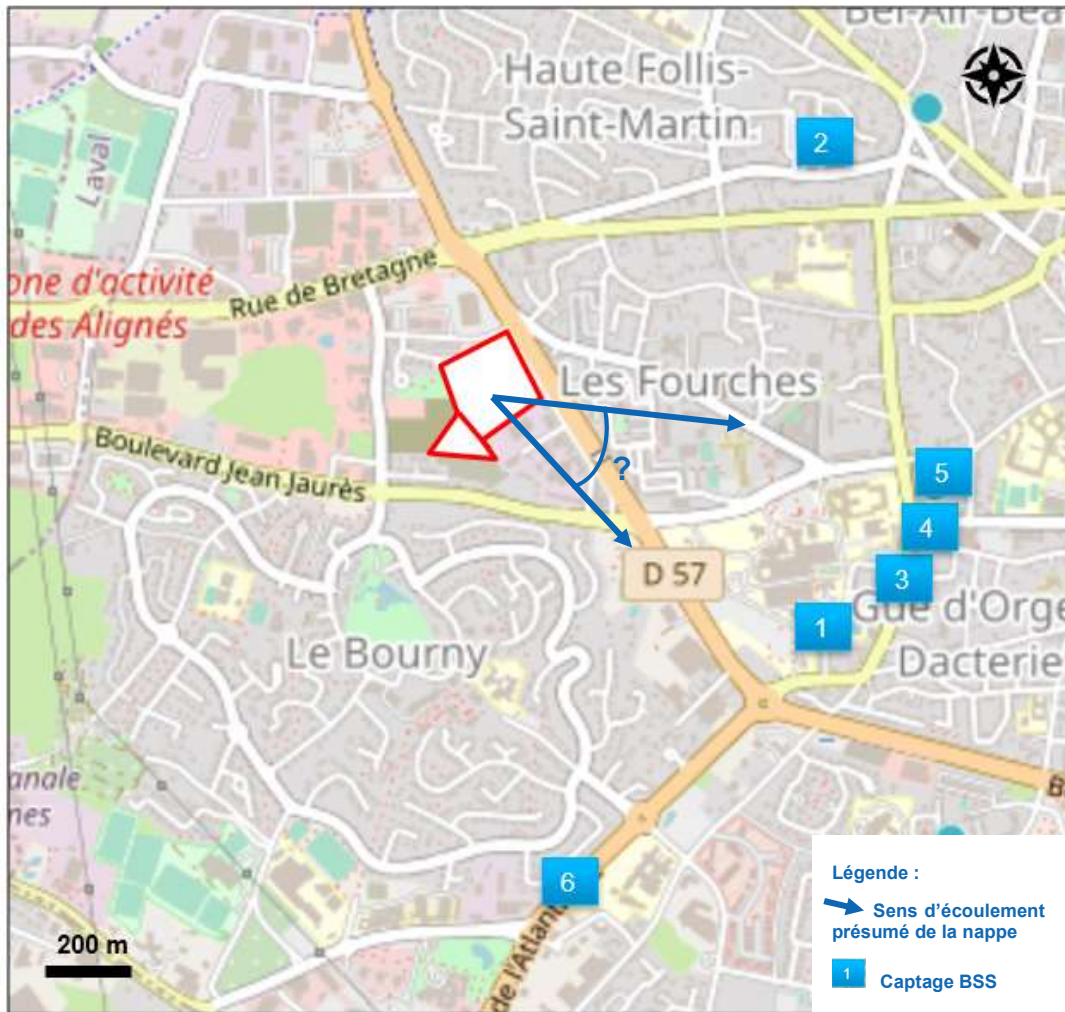 Bel-Air-Bea
Haute Follis-
Saint-Martin
2
Laval
one d'activité
des Alignés
Rue de Bretagne
Les Fourches
Boulevard Jean Jaurès
?
5
4
D 57
3
1
Gué d'Orge
Dacterie
Le Bourny
anale
nes
B
6
de l'Atlant
200 m
Légende :
Sens d'écoulement
présumé de la nappe
1 Captage BSS